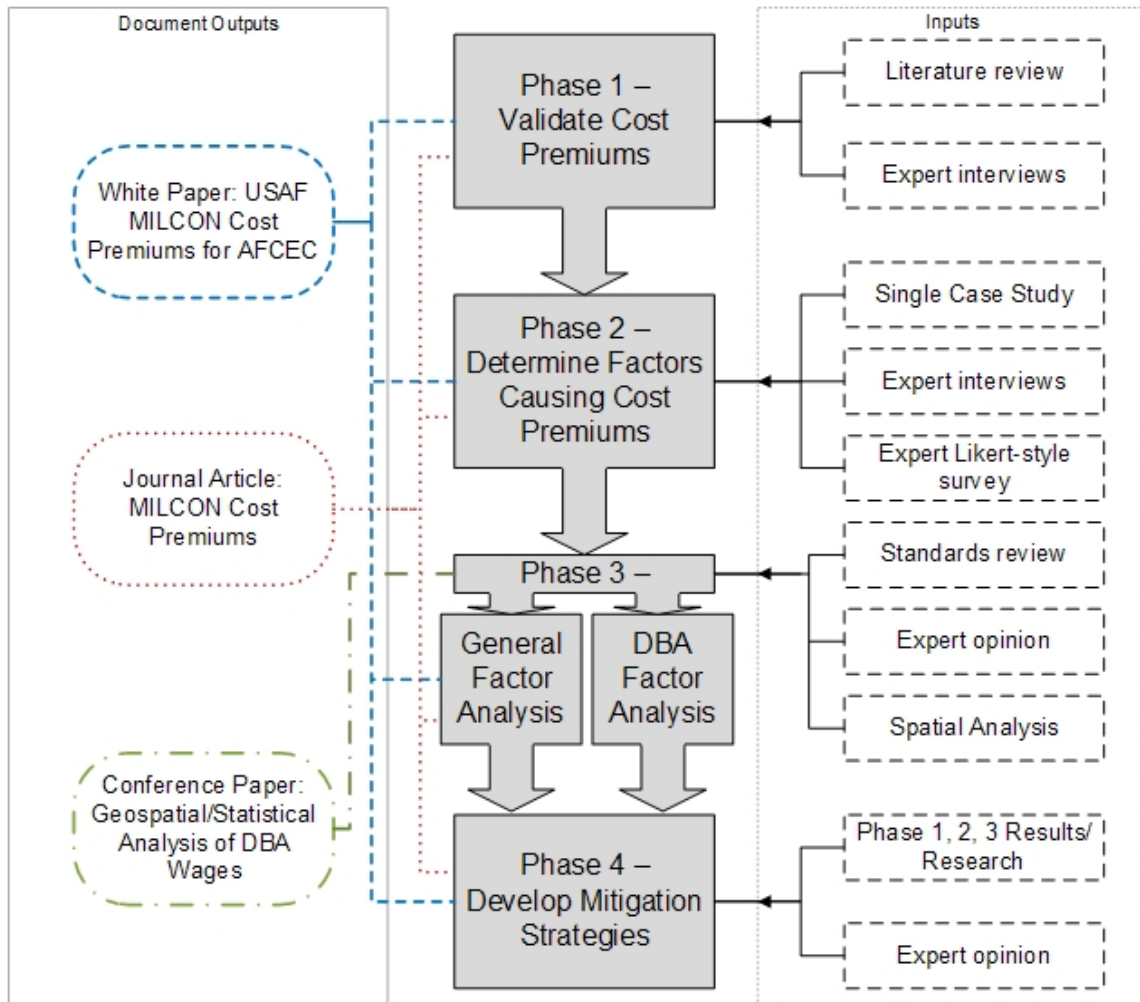 Document Outputs
White Paper: USAF
MILCON Cost
Premiums for AFCEC
Journal Article:
MILCON Cost
Premiums
Conference Paper:
Geospatial/Statistical
Analysis of DBA
Wages
Phase 1 –
Validate Cost
Premiums
Phase 2 –
Determine Factors
Causing Cost
Premiums
Phase 3 –
General
Factor
Analysis
DBA
Factor
Analysis
Phase 4 –
Develop Mitigation
Strategies
Inputs
Literature review
Expert interviews
Single Case Study
Expert interviews
Expert Likert-style
survey
Standards review
Expert opinion
Spatial Analysis
Phase 1, 2, 3 Results/
Research
Expert opinion